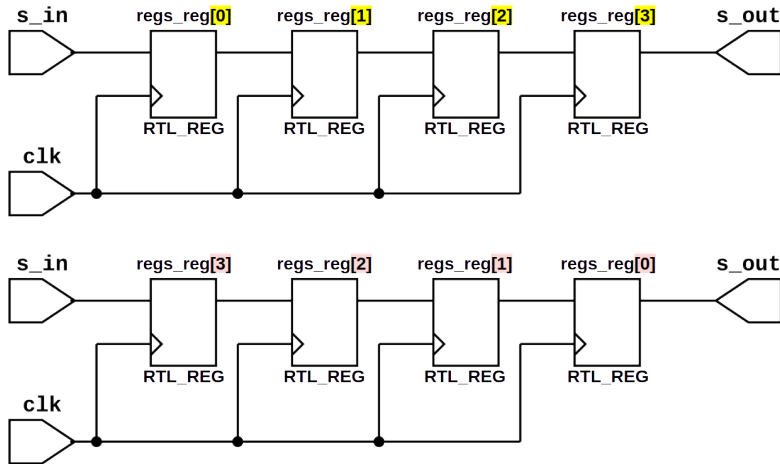 s_in regs_reg[0] regs_reg[1] regs_reg[2] regs_reg[3] s_out
RTL_REG RTL_REG RTL_REG RTL_REG
clk
s_in regs_reg[3] regs_reg[2] regs_reg[1] regs_reg[0] s_out
RTL_REG RTL_REG RTL_REG RTL_REG
clk